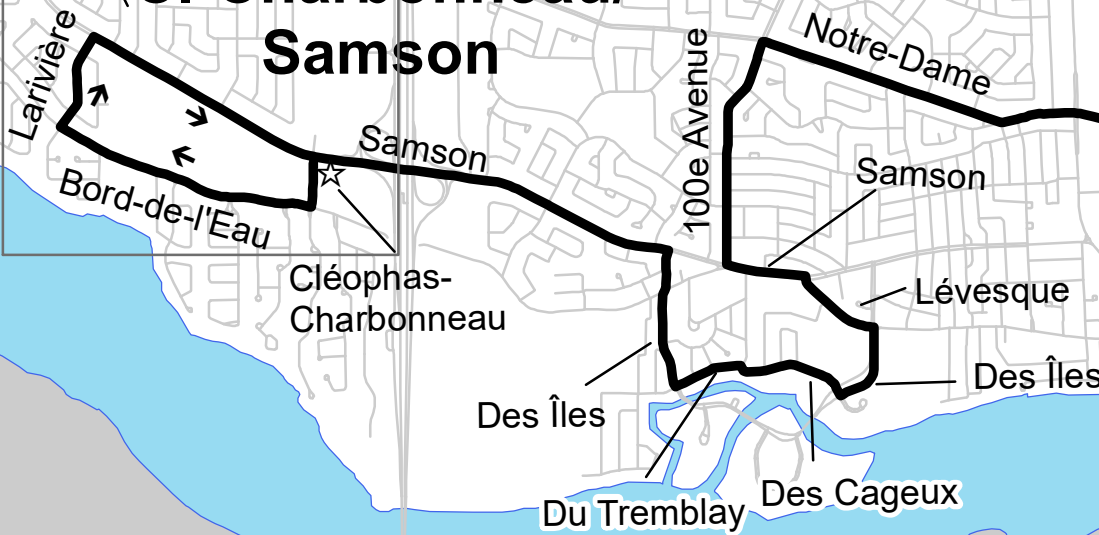 Samson
Larivière
Notre-Dame
100e Avenue
Samson
Samson
Bord-de-l'Eau
Cléophas-
Charbonneau
Lévesque
Des Îles
Des Îles
Du Tremblay
Des Cageux